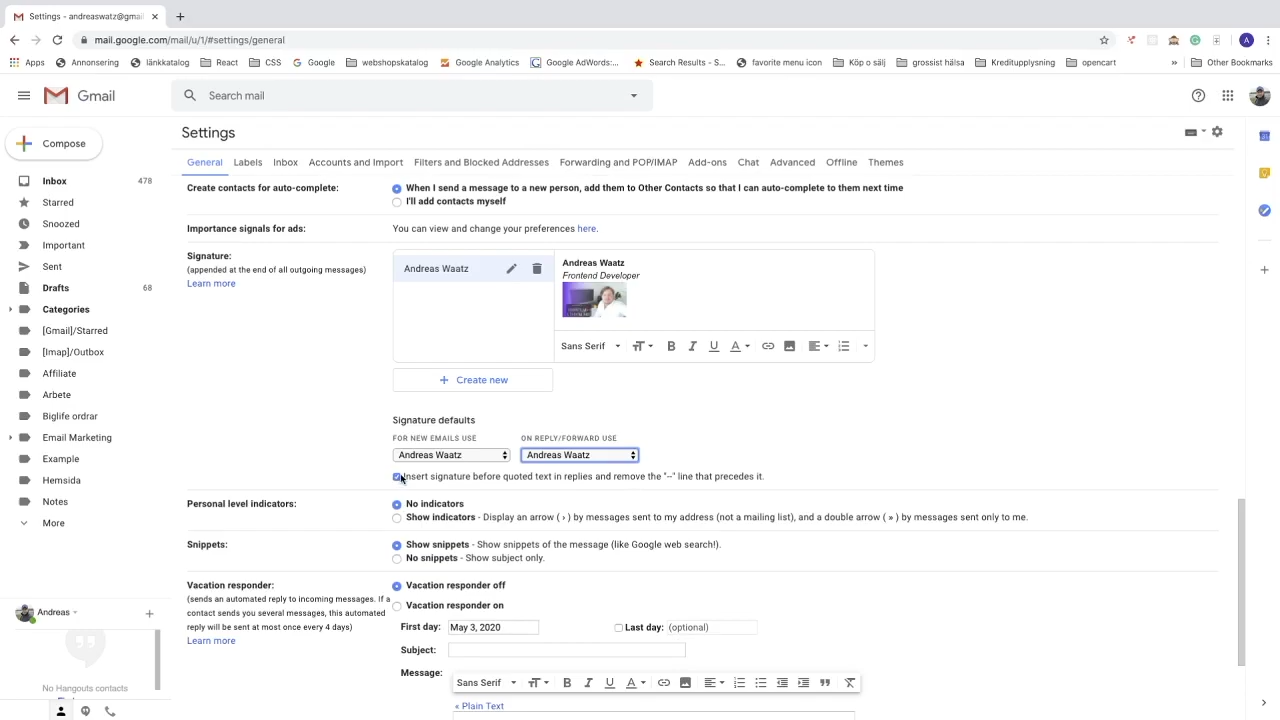 Settings - andreaswatz@gmai
mail.google.com/mail/u/1/#settings/general
Apps Annonsering länkkatalog React CSS Google webshopskatalog Google Analytics Google AdWords:... Search Results - S... favorite menu icon Köp o sälj grossist hälsa Kreditupplysning opencart » Other Bookmarks
Gmail
Search mail
Compose
Inbox 478
Starred
Snoozed
Important
Sent
Drafts 68
Categories
[Gmail]/Starred
[Imap]/Outbox
Affiliate
Arbete
Biglife ordrar
Email Marketing
Example
Hemsida
Notes
More
Andreas
No Hangouts contacts
Settings
General Labels Inbox Accounts and Import Filters and Blocked Addresses Forwarding and POP/IMAP Add-ons Chat Advanced Offline Themes
Create contacts for auto-complete:
When I send a message to a new person, add them to Other Contacts so that I can auto-complete to them next time
I'll add contacts myself
Importance signals for ads:
You can view and change your preferences here.
Signature:
(appended at the end of all outgoing messages)
Learn more
Andreas Waatz
Andreas Waatz
Frontend Developer
Sans Serif
Create new
Signature defaults
FOR NEW EMAILS USE ON REPLY/FORWARD USE
Andreas Waatz Andreas Waatz
Insert signature before quoted text in replies and remove the "--" line that precedes it.
Personal level indicators:
No indicators
Show indicators - Display an arrow ( › ) by messages sent to my address (not a mailing list), and a double arrow ( » ) by messages sent only to me.
Snippets:
Show snippets - Show snippets of the message (like Google web search!).
No snippets - Show subject only.
Vacation responder:
(sends an automated reply to incoming messages. If a
contact sends you several messages, this automated
reply will be sent at most once every 4 days)
Learn more
Vacation responder off
Vacation responder on
First day: May 3, 2020 Last day: (optional)
Subject:
Message:
Sans Serif
« Plain Text